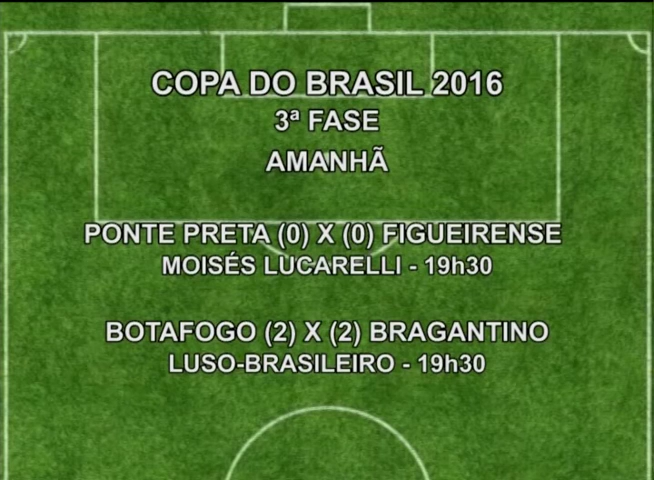 COPA DO BRASIL 2016
3ª FASE
AMANHÃ
PONTE PRETA (0) X (0) FIGUEIRENSE
MOISÉS LUCARELLI - 19h30
BOTAFOGO (2) X (2) BRAGANTINO
LUSO-BRASILEIRO - 19h30